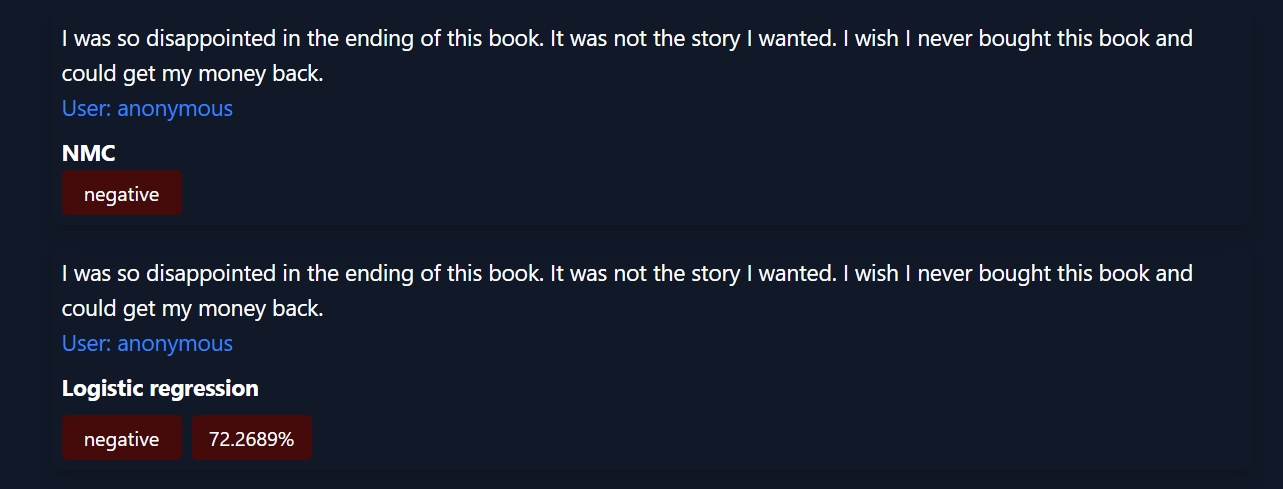 I was so disappointed in the ending of this book. It was not the story I wanted. I wish I never bought this book and
could get my money back.
User: anonymous
NMC
negative
I was so disappointed in the ending of this book. It was not the story I wanted. I wish I never bought this book and
could get my money back.
User: anonymous
Logistic regression
negative 72.2689%